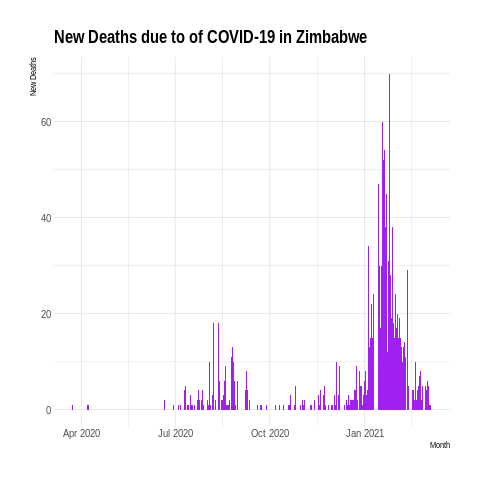 New Deaths due to of COVID-19 in Zimbabwe
New Deaths
60
40
20
0
Apr 2020 Jul 2020 Oct 2020 Jan 2021
Month